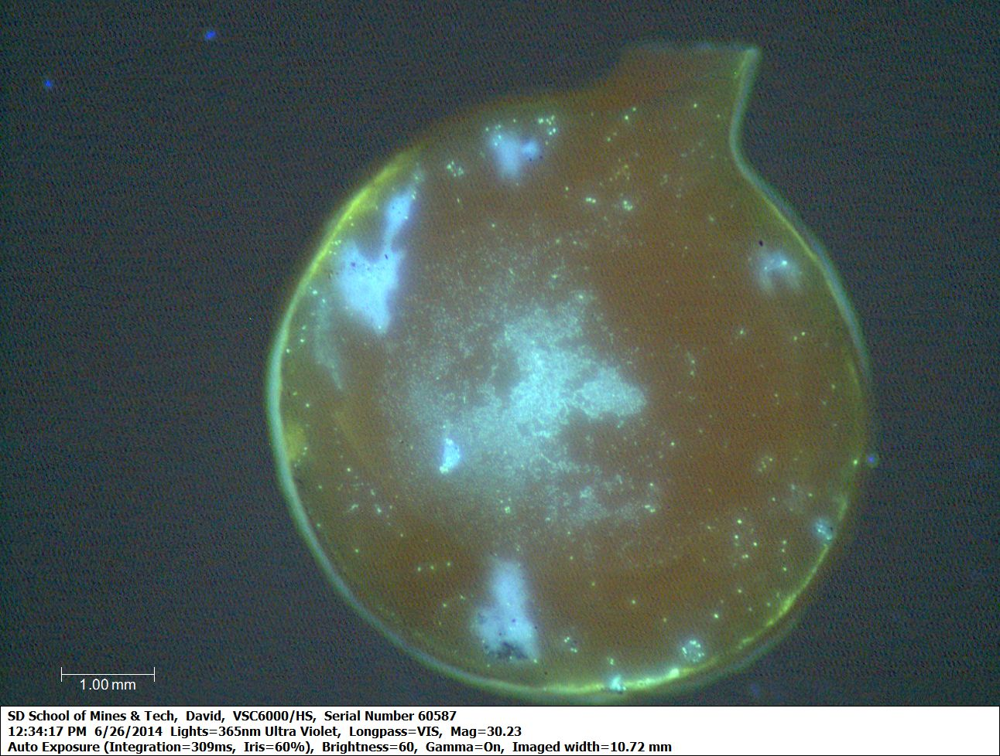 1.00 mm
SD School of Mines & Tech, David, VSC6000/HS, Serial Number 60587
12:34:17 PM 6/26/2014 Lights=365nm Ultra Violet, Longpass=VIS, Mag=30.23
Auto Exposure (Integration=309ms, Iris=60%), Brightness=60, Gamma=On, Imaged width=10.72 mm